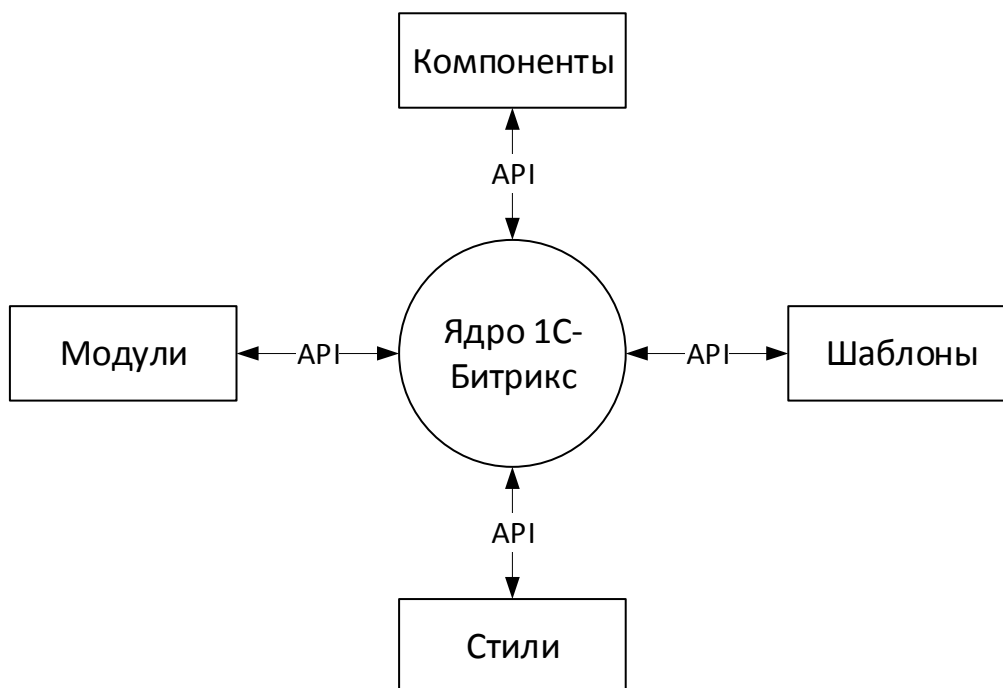 Компоненты
API
Модули
API
Ядро 1С-
Битрикс
API
Шаблоны
API
Стили